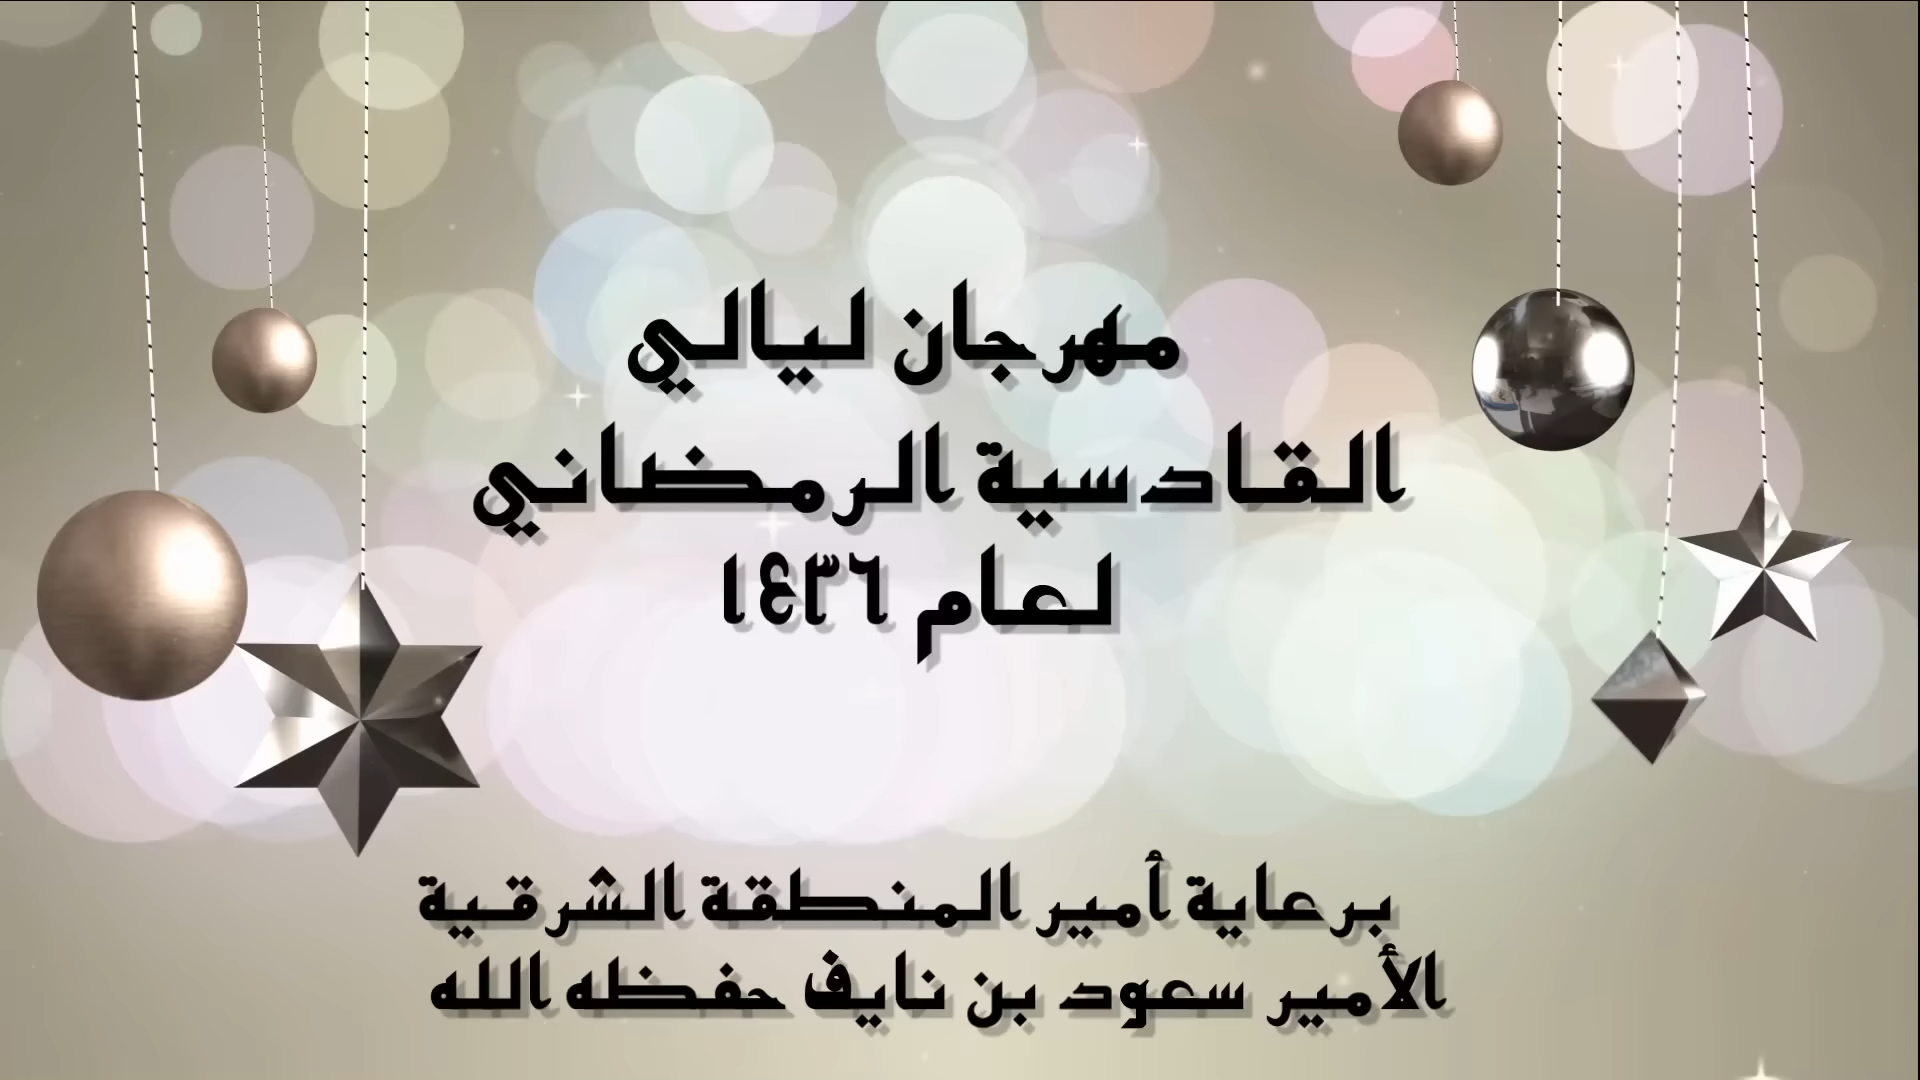 مهرجان ليالي
القادسية الرمضاني
لعام ١٤٣٦
برعاية أمير المنطقة الشرقية
الأمير سعود بن نايف حفظه الله